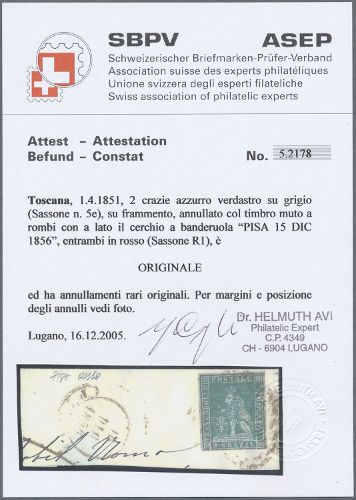 SBPV ASEP
Schweizerischer Briefmarken-Prüfer-Verband
Association suisse des experts philatéliques
Unione svizzera degli esperti filateliche
Swiss association of philatelic experts
Attest – Attestation
Befund – Constat
No. 5.2178
Toscana, 1.4.1851, 2 crazie azzurro verdastro su grigio
(Sassone n. 5e), su frammento, annullato col timbro muto a
rombi con a lato il cerchio a banderuola "PISA 15 DIC
1856", entrambi in rosso (Sassone R1), è
ORIGINALE
ed ha annullamenti rari originali. Per margini e posizione
degli annulli vedi foto.
Lugano, 16.12.2005.
Dr. HELMUTH AVI
Philatelic Expert
C.P. 4349
CH - 6904 LUGANO
PISA ROSSO
POSTALE